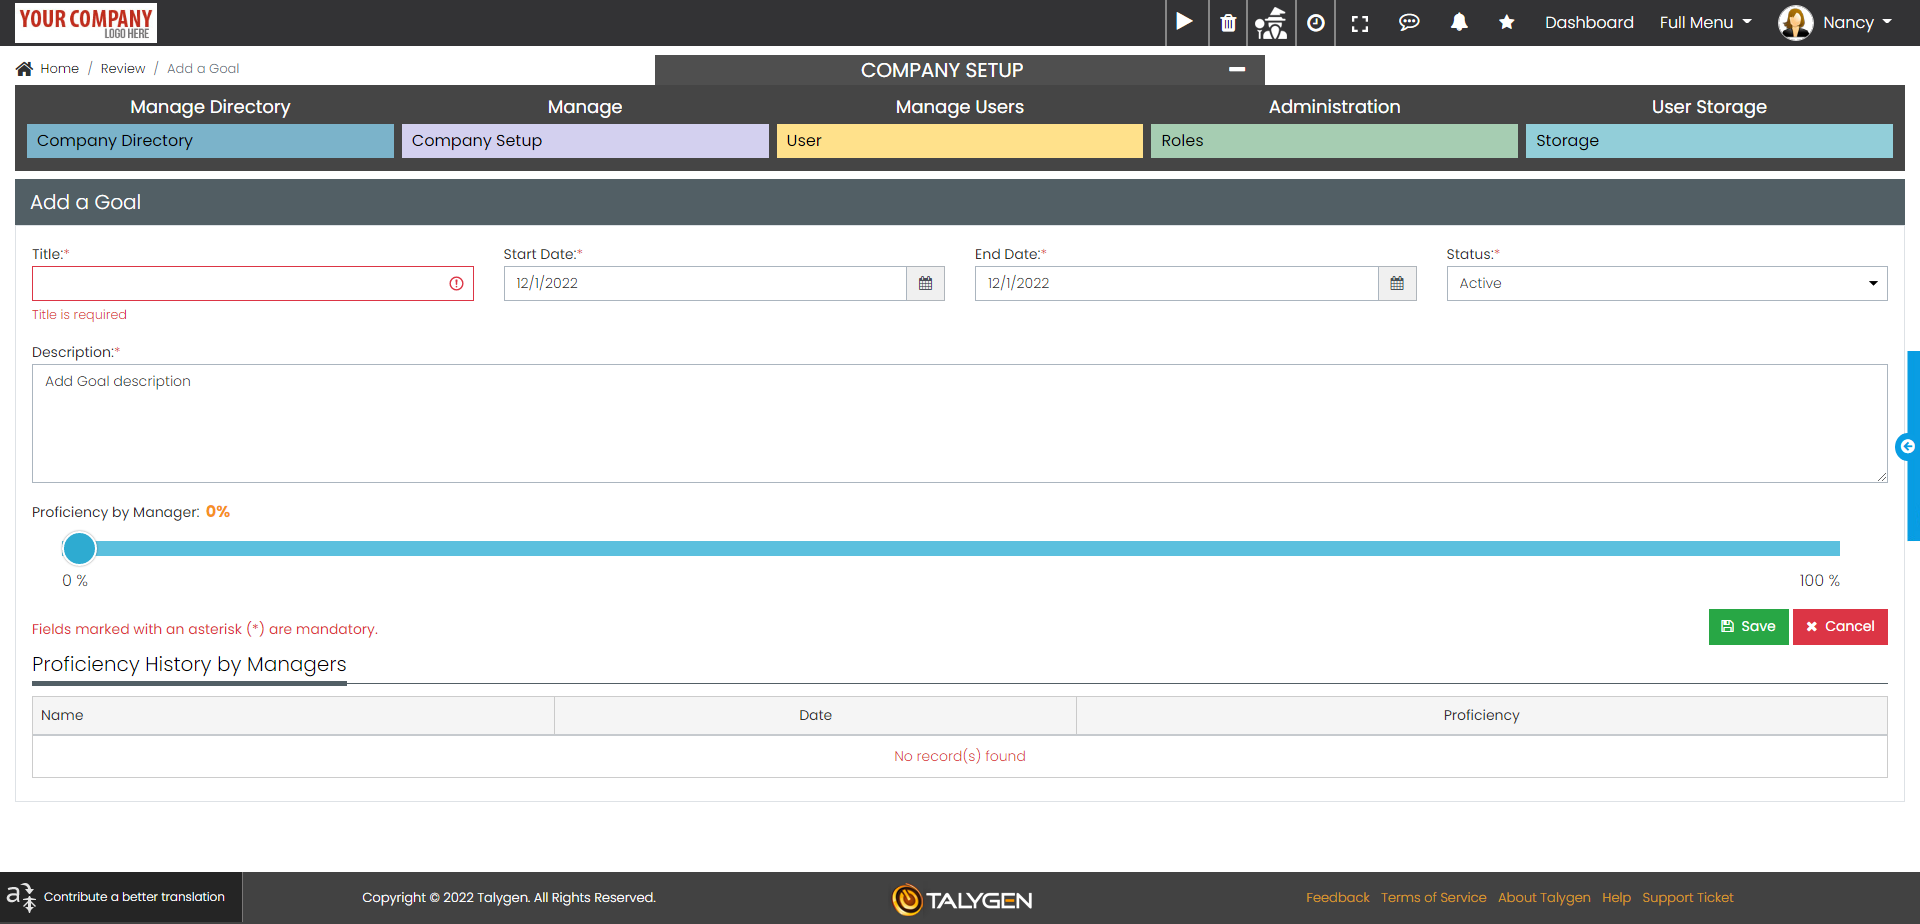 YOUR COMPANY
LOGO HERE
Dashboard
Full Menu
Nancy
Home / Review / Add a Goal
COMPANY SETUP
Manage Directory
Manage
Manage Users
Administration
User Storage
Company Directory
Company Setup
User
Roles
Storage
Add a Goal
Title:*
Start Date:*
End Date:*
Status:*
12/1/2022
12/1/2022
Active
Title is required
Description:*
Add Goal description
Proficiency by Manager: 0%
0 %
100 %
Fields marked with an asterisk (*) are mandatory.
Save
Cancel
Proficiency History by Managers
Name
Date
Proficiency
No record(s) found
Contribute a better translation
Copyright © 2022 Talygen. All Rights Reserved.
TALYGEN
Feedback
Terms of Service
About Talygen
Help
Support Ticket